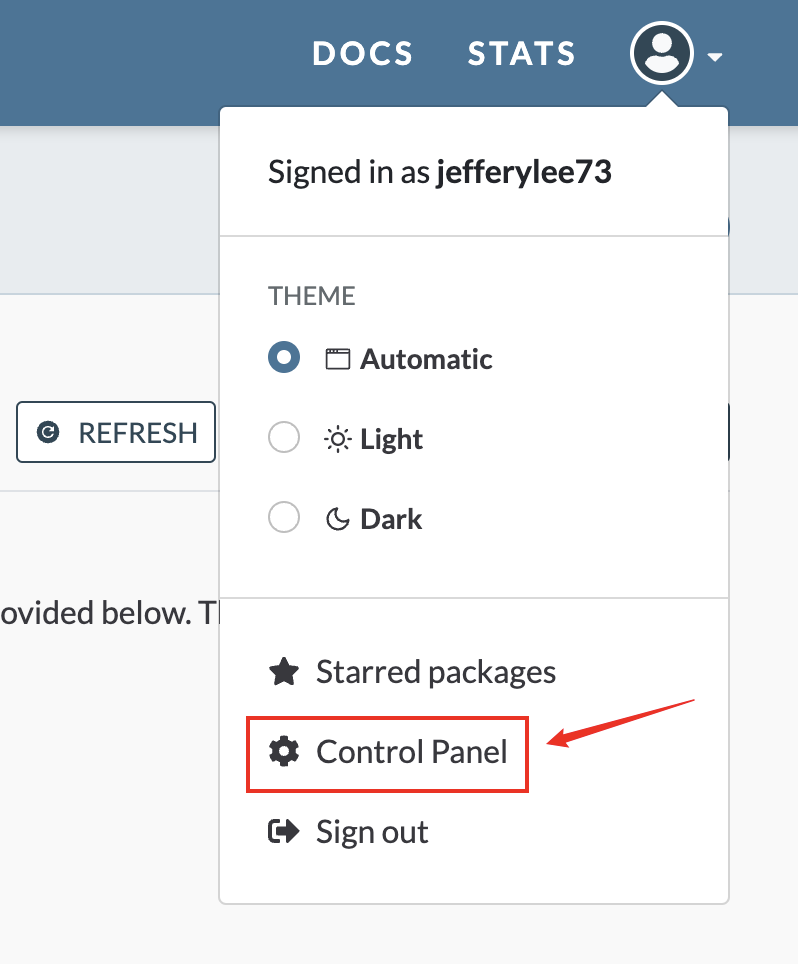 DOCS STATS
Signed in as jefferylee73
THEME
Automatic
Light
Dark
REFRESH
ovided below. Tl
Starred packages
Control Panel
Sign out